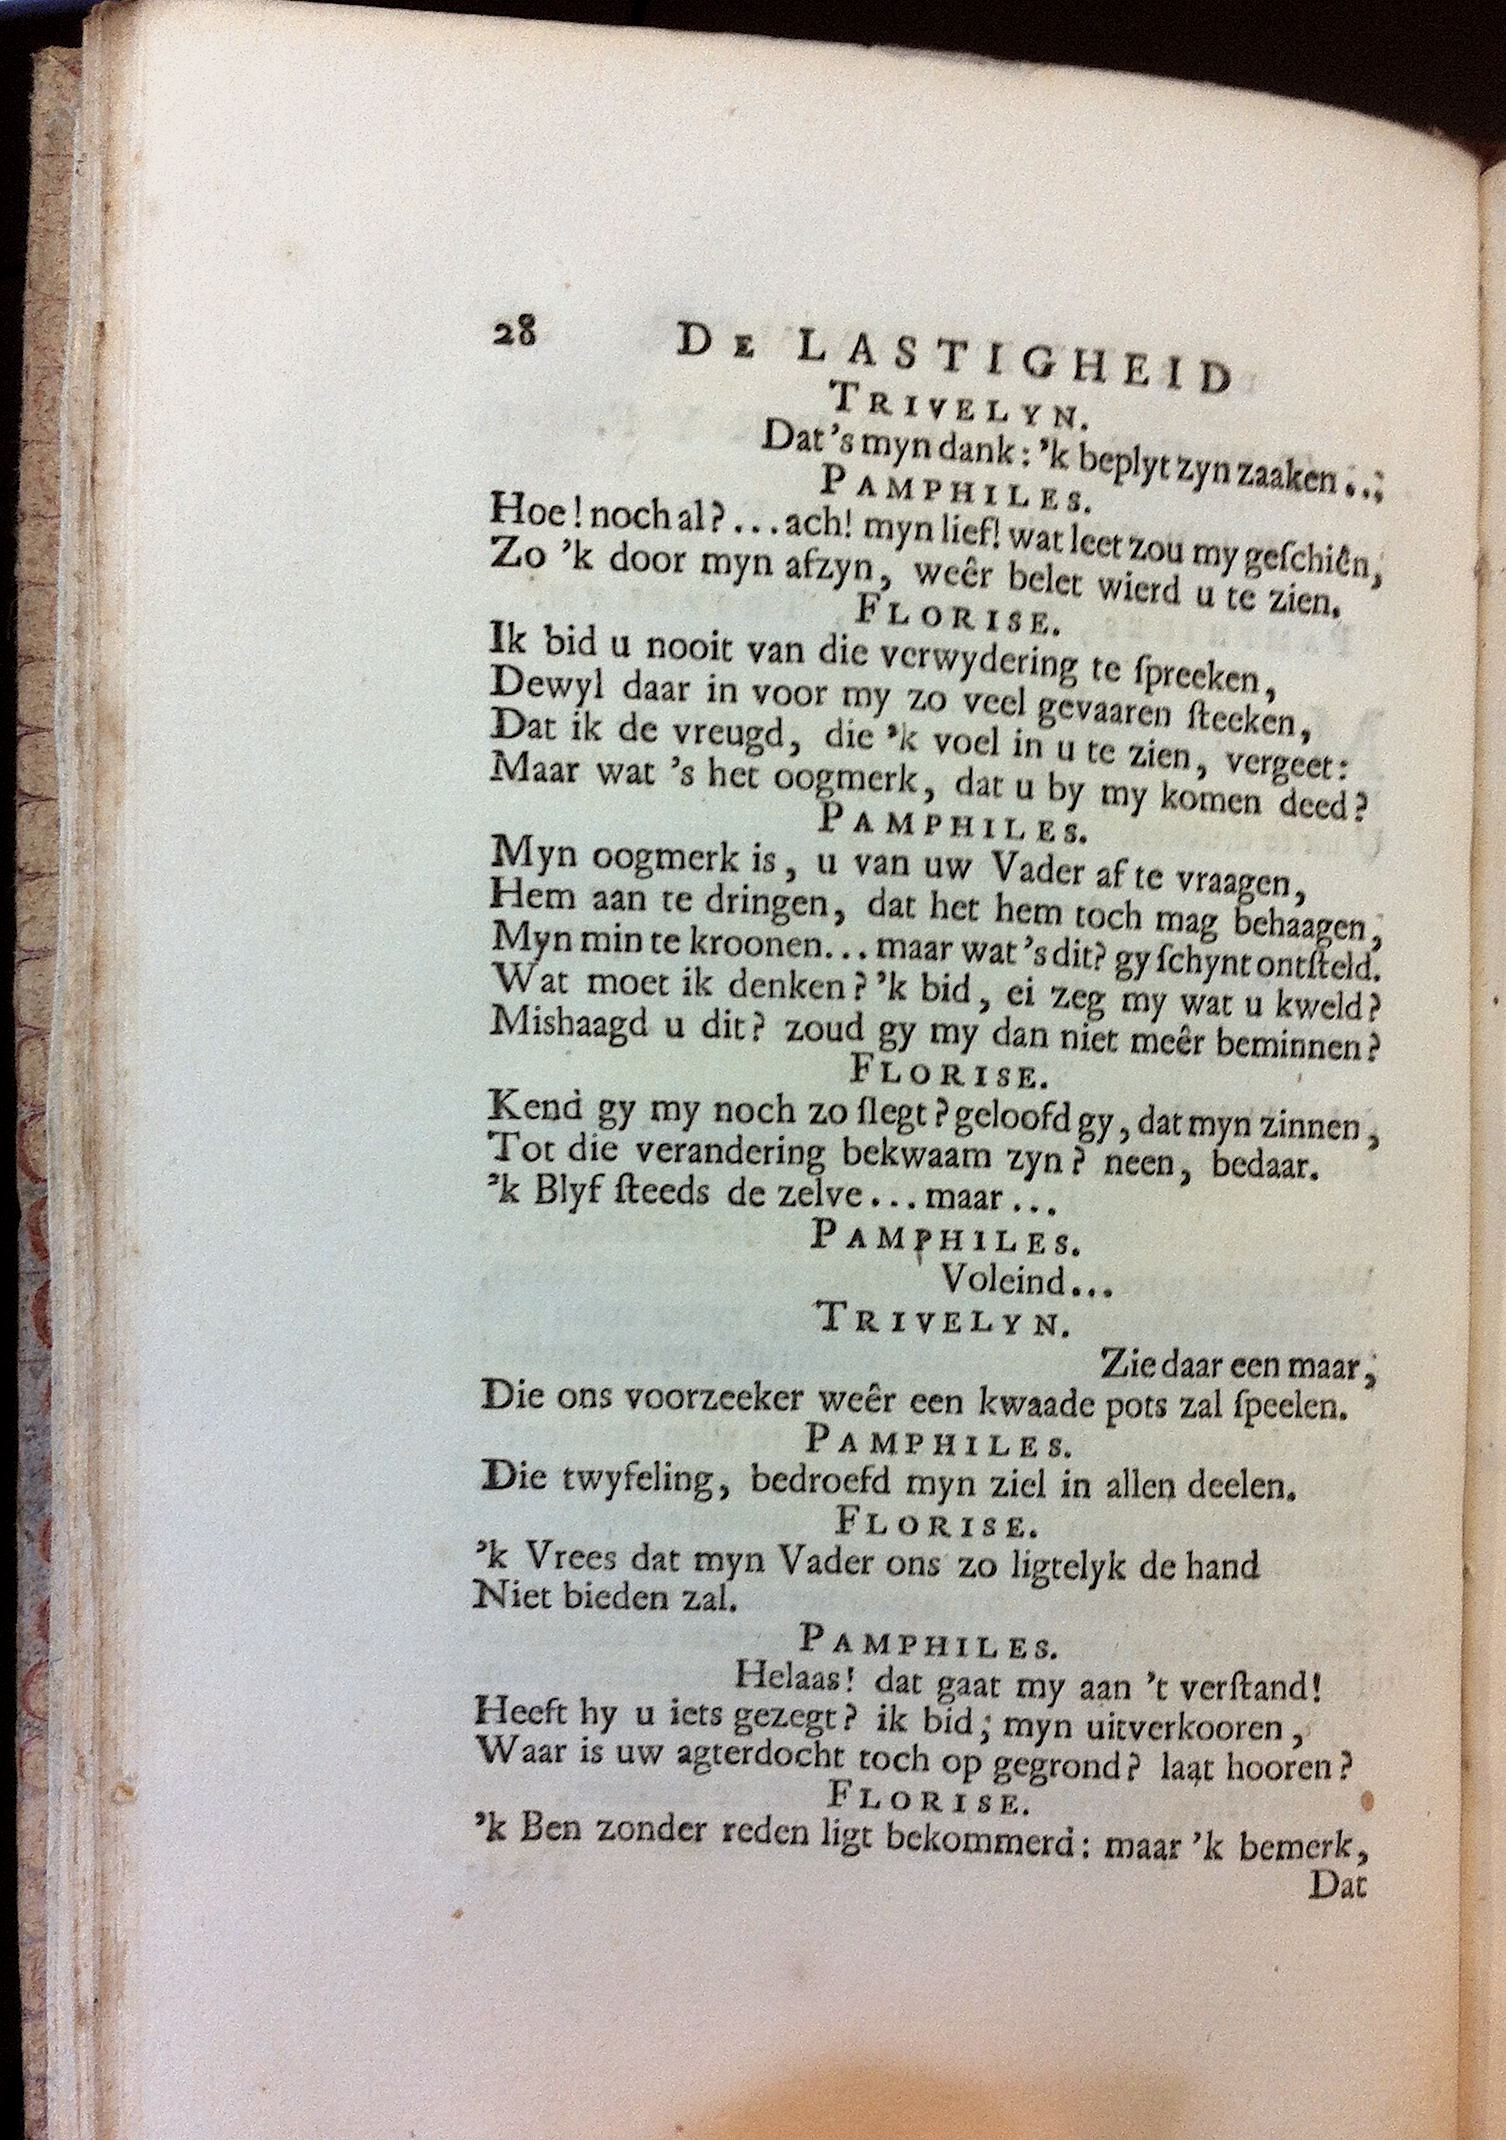 28 DE LASTIGHEID
TRIVELYN.
Dat 's myn dank: 'k beplyt zyn zaaken...;
PAMPHILES.
Hoe! noch al?...ach! myn lief! wat leet zou my geſchiên,
Zo 'k door myn afzyn, weêr belet wierd u te zien.
FLORISE.
Ik bid u nooit van die verwydering te ſpreeken,
Dewyl daar in voor my zo veel gevaaren ſteeken,
Dat ik de vreugd, die 'k voel in u te zien, vergeet:
Maar wat 's het oogmerk, dat u by my komen deed?
PAMPHILES.
Myn oogmerk is, u van uw Vader af te vraagen,
Hem aan te dringen, dat het hem toch mag behaagen,
Myn min te kroonen... maar wat 's dit? gy ſchynt ontſteld.
Wat moet ik denken? 'k bid, ei zeg my wat u kweld?
Mishaagd u dit? zoud gy my dan niet meêr beminnen?
FLORISE.
Kend gy my noch zo ſlegt? geloofd gy, dat myn zinnen,
Tot die verandering bekwaam zyn? neen, bedaar.
'k Blyf ſteeds de zelve... maar...
PAMPHILES.
Voleind...
TRIVELYN.
Zie daar een maar,
Die ons voorzeeker weêr een kwaade pots zal ſpeelen.
PAMPHILES.
Die twyfeling, bedroefd myn ziel in allen deelen.
FLORISE.
'k Vrees dat myn Vader ons zo ligtelyk de hand
Niet bieden zal.
PAMPHILES.
Helaas! dat gaat my aan 't verſtand!
Heeft hy u iets gezegt? ik bid; myn uitverkooren,
Waar is uw agterdocht toch op gegrond? laat hooren?
FLORISE.
'k Ben zonder reden ligt bekommerd: maar 'k bemerk,
Dat